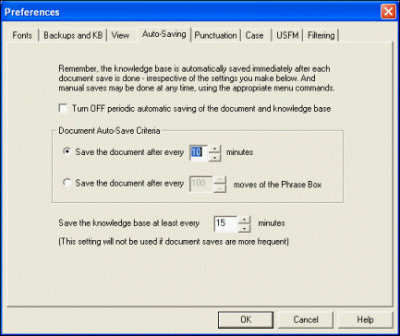 Preferences
Fonts Backups and KB View Auto-Saving Punctuation Case USFM Filtering
Remember, the knowledge base is automatically saved immediately after each
document save is done - irrespective of the settings you make below. And
manual saves may be done at any time, using the appropriate menu commands.
Turn OFF periodic automatic saving of the document and knowledge base
Document Auto-Save Criteria
Save the document after every 10 minutes
Save the document after every 100 moves of the Phrase Box
Save the knowledge base at least every 15 minutes
(This setting will not be used if document saves are more frequent)
OK Cancel Help